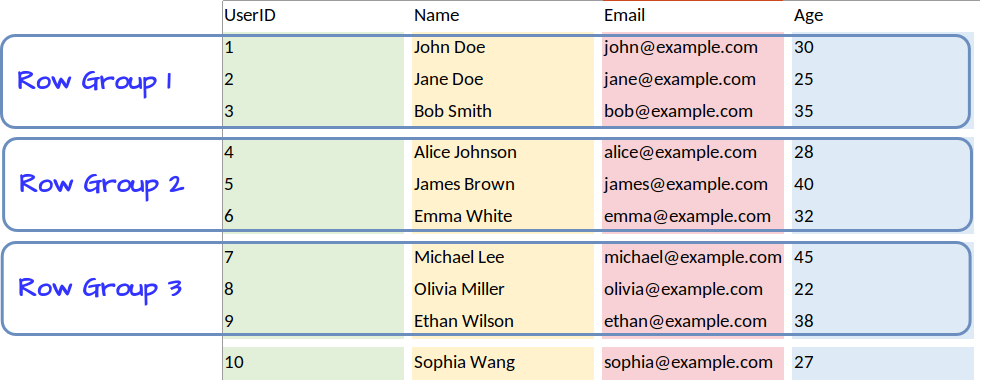 UserID Name Email Age
1 John Doe john@example.com 30
Row Group 1 2 Jane Doe jane@example.com 25
3 Bob Smith bob@example.com 35
4 Alice Johnson alice@example.com 28
Row Group 2 5 James Brown james@example.com 40
6 Emma White emma@example.com 32
7 Michael Lee michael@example.com 45
Row Group 3 8 Olivia Miller olivia@example.com 22
9 Ethan Wilson ethan@example.com 38
10 Sophia Wang sophia@example.com 27